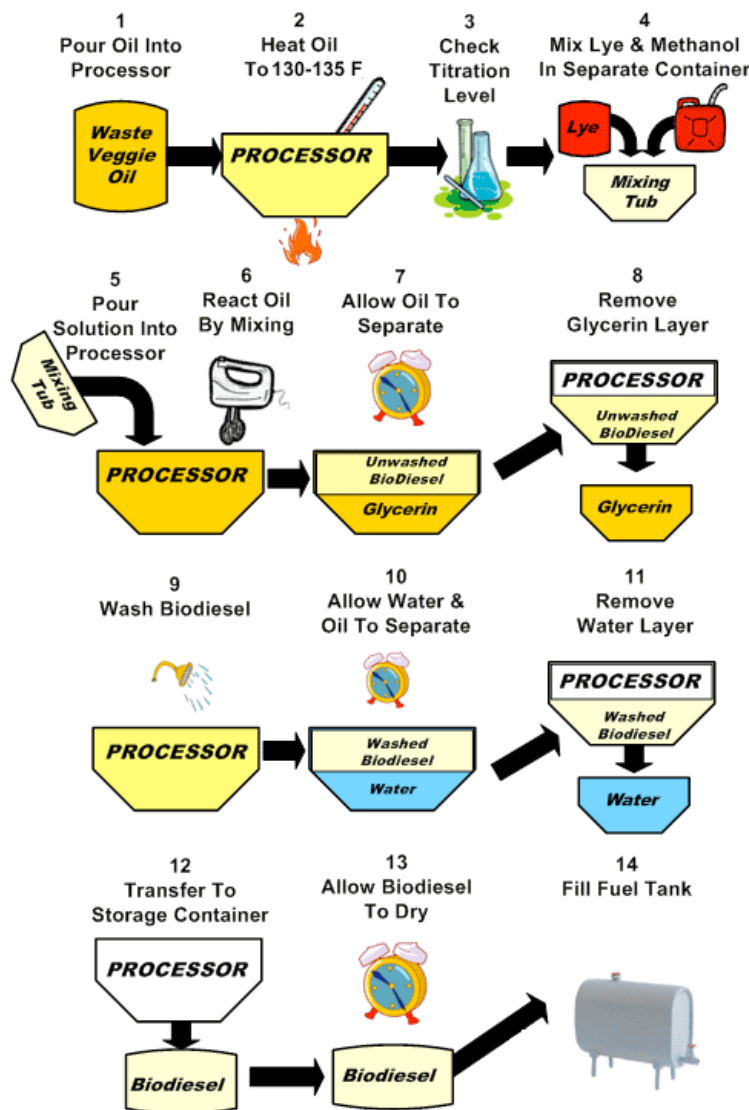 1
Pour Oil Into
Processor
2
Heat Oil
To 130-135 F
3
Check
Titration
Level
4
Mix Lye & Methanol
In Separate Container
Waste
Veggie
Oil
PROCESSOR
Lye
Mixing
Tub
5
Pour
Solution Into
Processor
6
React Oil
By Mixing
7
Allow Oil To
Separate
8
Remove
Glycerin Layer
Mixing
Tub
PROCESSOR
Unwashed
BioDiesel
Glycerin
PROCESSOR
Unwashed
BioDiesel
Glycerin
9
Wash Biodiesel
10
Allow Water &
Oil To Separate
11
Remove
Water Layer
PROCESSOR
Washed
Biodiesel
Water
PROCESSOR
Washed
Biodiesel
Water
12
Transfer To
Storage Container
13
Allow Biodiesel
To Dry
14
Fill Fuel Tank
PROCESSOR
Biodiesel
Biodiesel